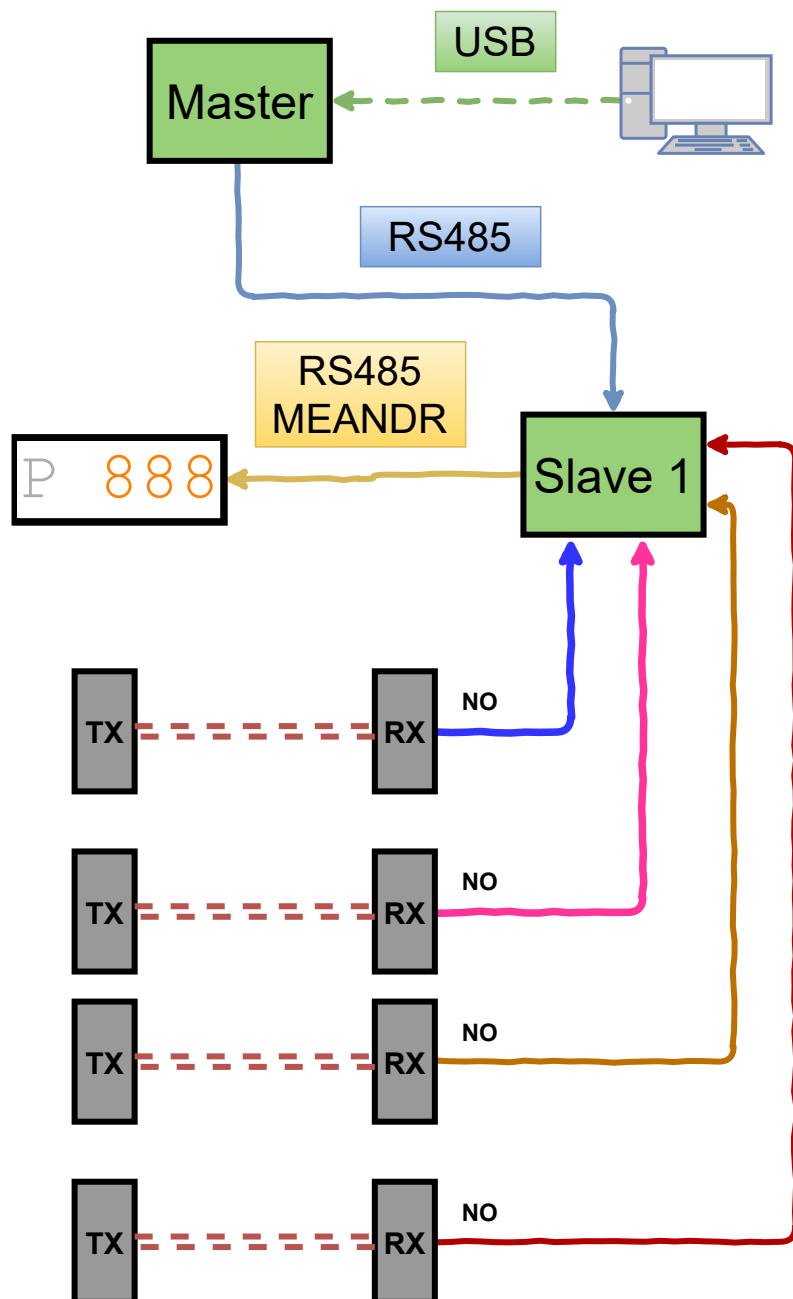 USB
Master
RS485
RS485
MEANDR
P 888
Slave 1
NO
TX
RX
NO
TX
RX
NO
TX
RX
NO
TX
RX